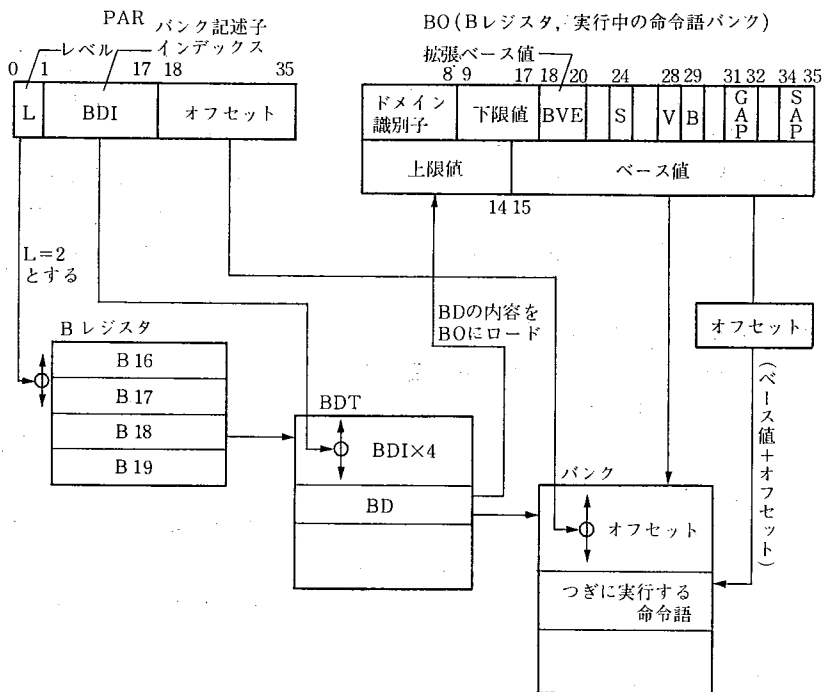 PAR
バンク記述子
レベル インデックス
0 1 17 18 35
L BDI オフセット
BO(Bレジスタ, 実行中の命令語バンク)
拡張ベース値
8 9 17 18 20 24 28 29 31 32 34 35
ドメイン
識別子
下限値 BVE S V B GAP SAP
上限値 ベース値
14 15
L=2
とする
BDの内容を
BOにロード
オフセット
(ベース値+オフセット)
Bレジスタ
B16
B17
B18
B19
BDT
BDI×4
BD
バンク
オフセット
つぎに実行する
命令語